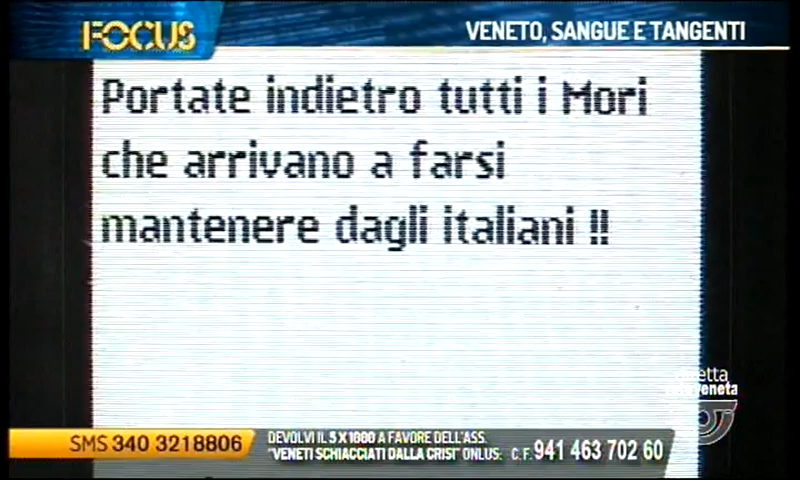 FOCUS
VENETO, SANGUE E TANGENTI
Portate indietro tutti i Mori
che arrivano a farsi
mantenere dagli italiani !!
diretta
SMS 340 3218806
DEVOLVI IL 5 X 1000 A FAVORE DELL'ASS.
"VENETI SCHIACCIATI DALLA CRISI" ONLUS: C.F. 941 463 702 60